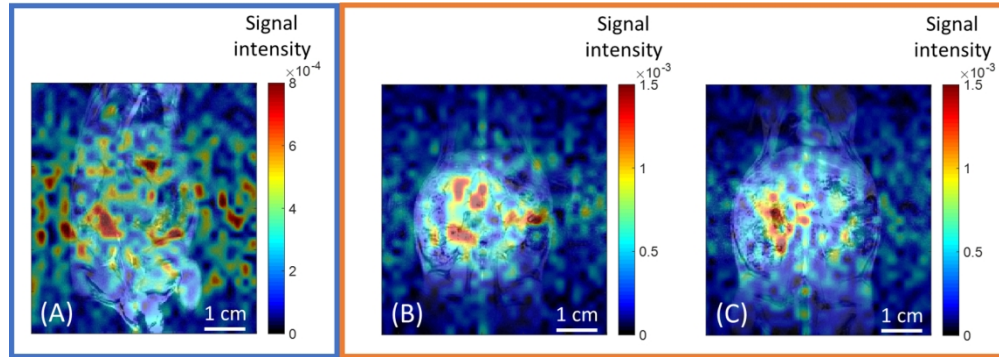 Signal
intensity
×10⁻⁴
8
6
4
2
0
(A)
1 cm
Signal
intensity
×10⁻³
1.5
1
0.5
0
(B)
1 cm
Signal
intensity
×10⁻³
1.5
1
0.5
0
(C)
1 cm